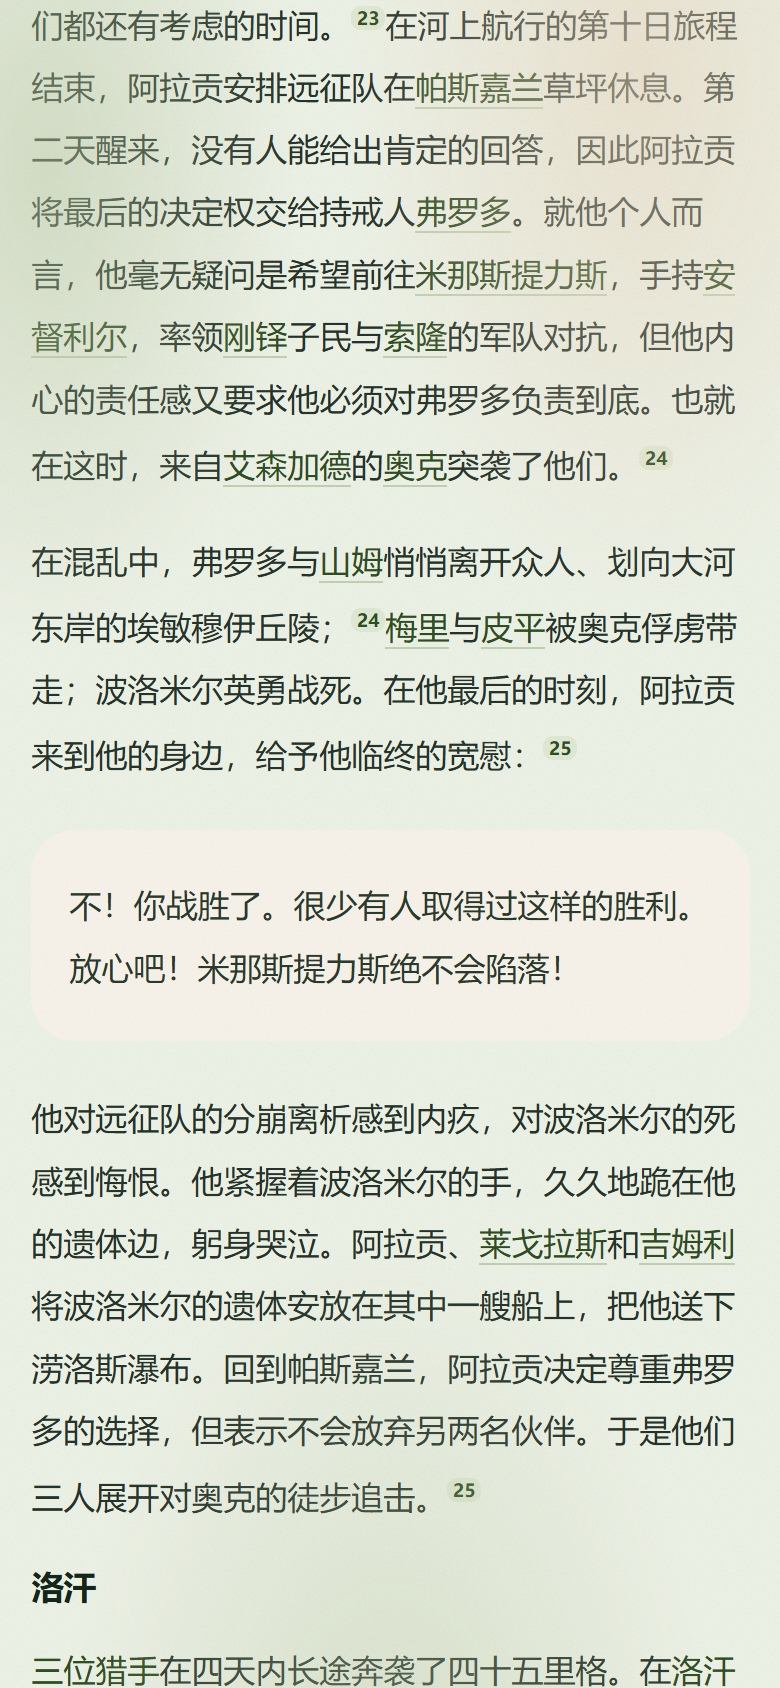 们都还有考虑的时间。23在河上航行的第十日旅程
结束，阿拉贡安排远征队在帕斯嘉兰草坪休息。第
二天醒来，没有人能给出肯定的回答，因此阿拉贡
将最后的决定权交给持戒人弗罗多。就他个人而
言，他毫无疑问是希望前往米那斯提力斯，手持安
督利尔，率领刚铎子民与索隆的军队对抗，但他内
心的责任感又要求他必须对弗罗多负责到底。也就
在这时，来自艾森加德的奥克突袭了他们。24
在混乱中，弗罗多与山姆悄悄离开众人、划向大河
东岸的埃敏穆伊丘陵；24梅里与皮平被奥克俘虏带
走；波洛米尔英勇战死。在他最后的时刻，阿拉贡
来到他的身边，给予他临终的宽慰：25
不！你战胜了。很少有人取得过这样的胜利。
放心吧！米那斯提力斯绝不会陷落！
他对远征队的分崩离析感到内疚，对波洛米尔的死
感到悔恨。他紧握着波洛米尔的手，久久地跪在他
的遗体边，躬身哭泣。阿拉贡、莱戈拉斯和吉姆利
将波洛米尔的遗体安放在其中一艘船上，把他送下
涝洛斯瀑布。回到帕斯嘉兰，阿拉贡决定尊重弗罗
多的选择，但表示不会放弃另两名伙伴。于是他们
三人展开对奥克的徒步追击。25
洛汗
三位猎手在四天内长途奔袭了四十五里格。在洛汗